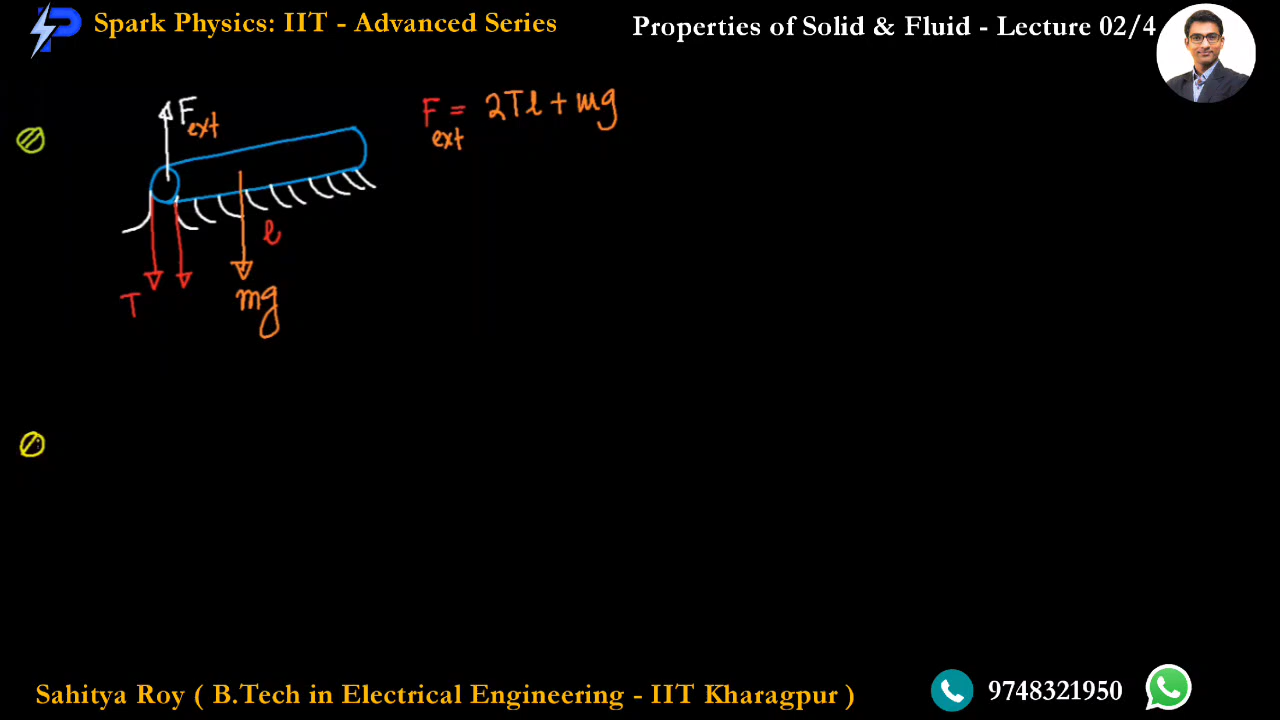 Spark Physics: IIT - Advanced Series
Properties of Solid & Fluid - Lecture 02/4
F ext
F ext = 2Tl + mg
l
T
mg
Sahitya Roy ( B.Tech in Electrical Engineering - IIT Kharagpur )
9748321950